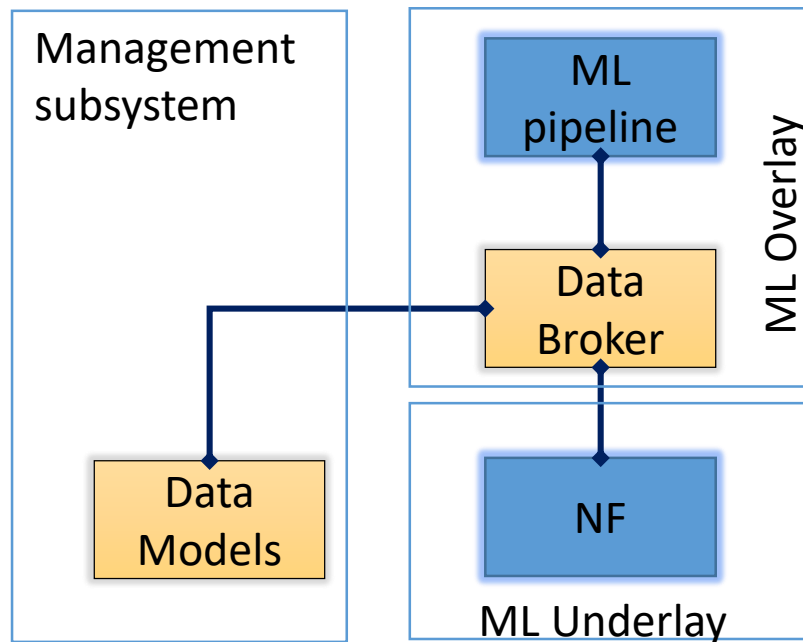 Management
subsystem
ML
pipeline
ML Overlay
Data
Broker
Data
Models
NF
ML Underlay